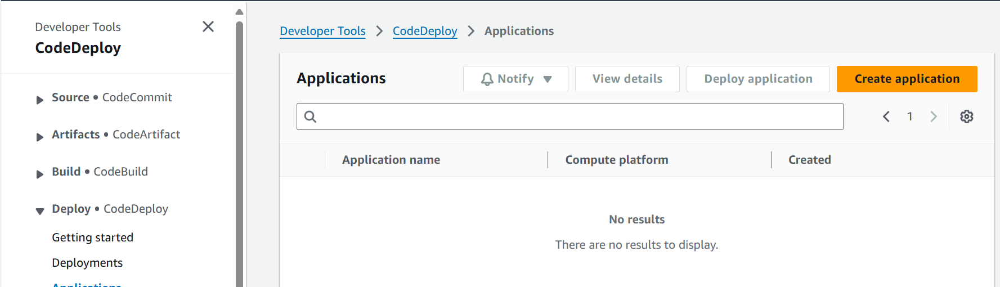 Developer Tools
CodeDeploy
Source • CodeCommit
Artifacts • CodeArtifact
Build • CodeBuild
Deploy • CodeDeploy
Getting started
Deployments
Applications
Developer Tools > CodeDeploy > Applications
Applications
Notify
View details
Deploy application
Create application
1
Application name
Compute platform
Created
No results
There are no results to display.